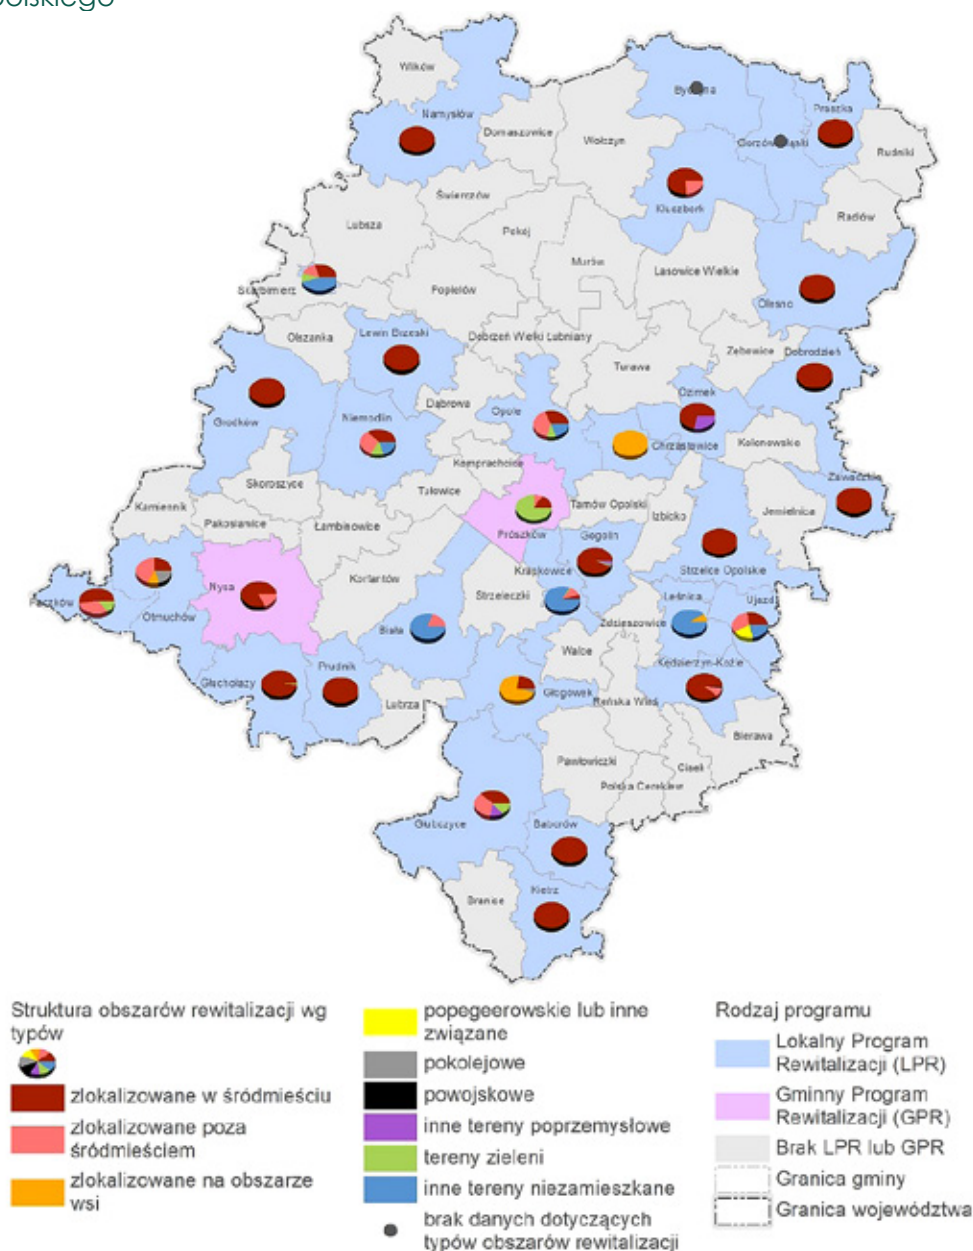 Wilków
Namysłów
Domaszowice
Wołczyn
Byczyna
Gorzów Śląski
Praszka
Rudniki
Kluczbork
Radłów
Świerczów
Lubsza
Pokój
Murów
Lasowice Wielkie
Skarbimierz
Popielów
Olesno
Olszanka
Lewin Brzeski
Dobrzeń Wielki
Łubniany
Turawa
Zębowice
Dobrodzień
Grodków
Niemodlin
Dąbrowa
Opole
Ozimek
Chrząstowice
Kolonowskie
Zawadzkie
Komprachcice
Skoroszyce
Tułowice
Kamiennik
Pakosławice
Łambinowice
Prószków
Tarnów Opolski
Izbicko
Jemielnica
Gogolin
Strzelce Opolskie
Paczków
Otmuchów
Nysa
Korfantów
Krapkowice
Strzeleczki
Biała
Zdzieszowice
Leśnica
Ujazd
Walce
Kędzierzyn-Koźle
Głuchołazy
Prudnik
Lubrza
Głogówek
Reńska Wieś
Bierawa
Pawłowiczki
Cisek
Polska Cerekiew
Głubczyce
Baborów
Branice
Kietrz
Struktura obszarów rewitalizacji wg
typów
zlokalizowane w śródmieściu
zlokalizowane poza
śródmieściem
zlokalizowane na obszarze
wsi
popegeerowskie lub inne
związane
pokolejowe
powojskowe
inne tereny poprzemysłowe
tereny zieleni
inne tereny niezamieszkane
brak danych dotyczących
typów obszarów rewitalizacji
Rodzaj programu
Lokalny Program
Rewitalizacji (LPR)
Gminny Program
Rewitalizacji (GPR)
Brak LPR lub GPR
Granica gminy
Granica województwa